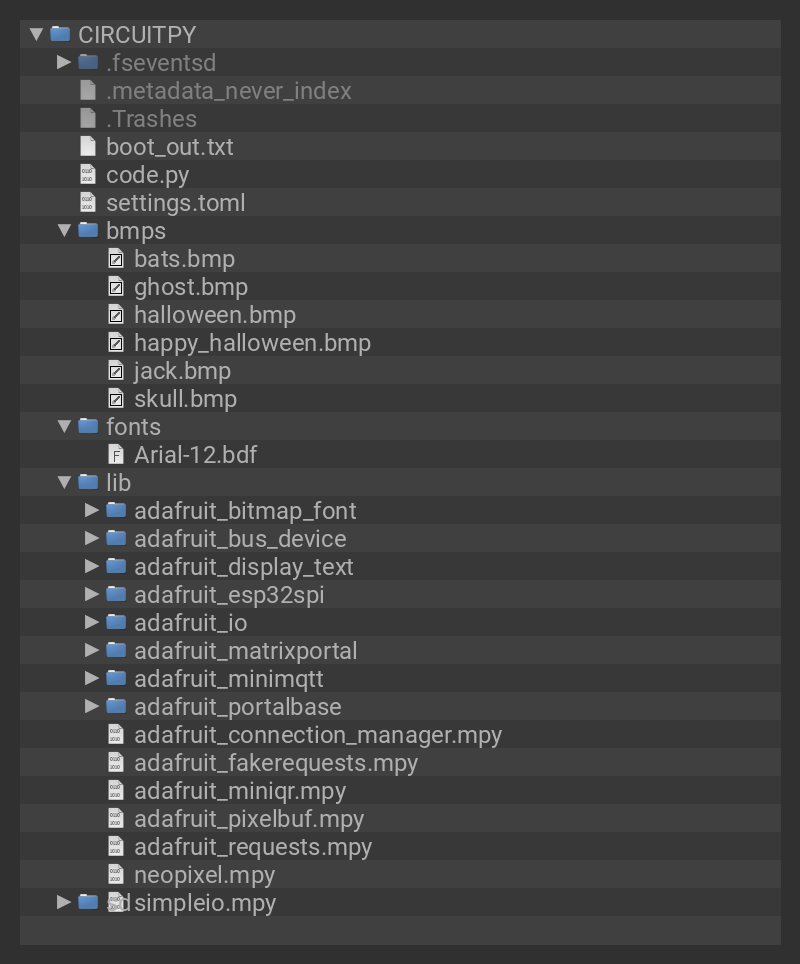 CIRCUITPY
.fseventsd
.metadata_never_index
.Trashes
boot_out.txt
code.py
settings.toml
bmps
bats.bmp
ghost.bmp
halloween.bmp
happy_halloween.bmp
jack.bmp
skull.bmp
fonts
Arial-12.bdf
lib
adafruit_bitmap_font
adafruit_bus_device
adafruit_display_text
adafruit_esp32spi
adafruit_io
adafruit_matrixportal
adafruit_minimqtt
adafruit_portalbase
adafruit_connection_manager.mpy
adafruit_fakerequests.mpy
adafruit_miniqr.mpy
adafruit_pixelbuf.mpy
adafruit_requests.mpy
neopixel.mpy
sd simpleio.mpy